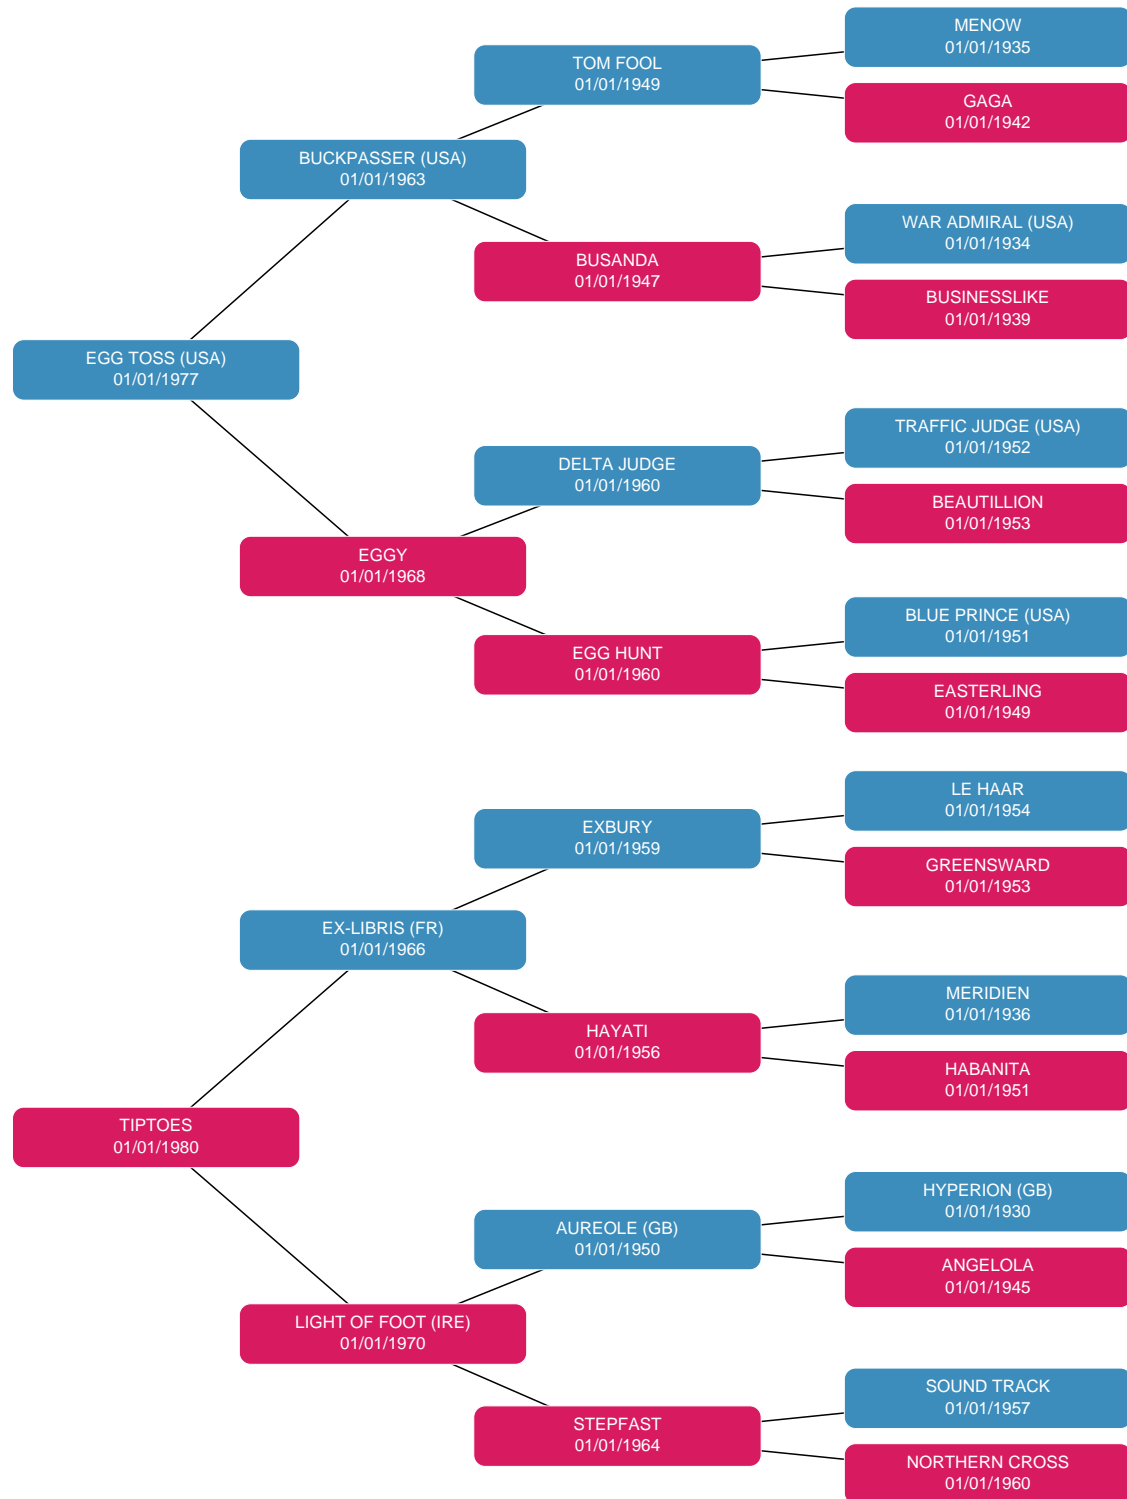 MENOW
01/01/1935
TOM FOOL
01/01/1949
GAGA
01/01/1942
BUCKPASSER (USA)
01/01/1963
WAR ADMIRAL (USA)
01/01/1934
BUSANDA
01/01/1947
BUSINESSLIKE
01/01/1939
EGG TOSS (USA)
01/01/1977
TRAFFIC JUDGE (USA)
01/01/1952
DELTA JUDGE
01/01/1960
BEAUTILLION
01/01/1953
EGGY
01/01/1968
BLUE PRINCE (USA)
01/01/1951
EGG HUNT
01/01/1960
EASTERLING
01/01/1949
LE HAAR
01/01/1954
EXBURY
01/01/1959
GREENSWARD
01/01/1953
EX-LIBRIS (FR)
01/01/1966
MERIDIEN
01/01/1936
HAYATI
01/01/1956
HABANITA
01/01/1951
TIPTOES
01/01/1980
HYPERION (GB)
01/01/1930
AUREOLE (GB)
01/01/1950
ANGELOLA
01/01/1945
LIGHT OF FOOT (IRE)
01/01/1970
SOUND TRACK
01/01/1957
STEPFAST
01/01/1964
NORTHERN CROSS
01/01/1960